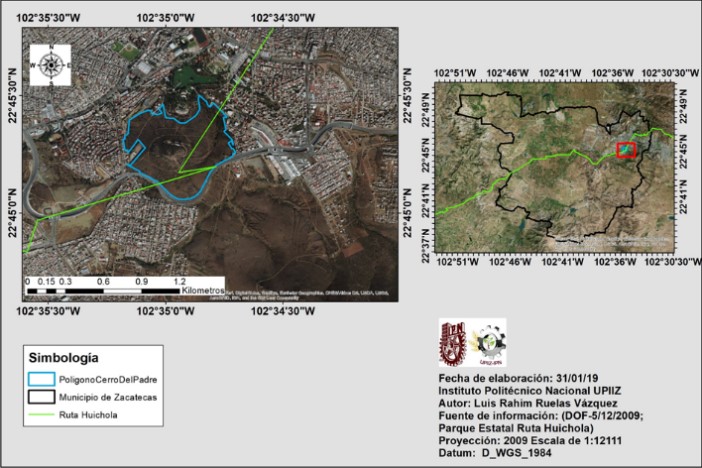 102°35'30"W 102°35'0"W 102°34'30"W
N
W E
S
22°45'30"N
22°45'0"N
22°45'30"N
22°45'0"N
0 0.15 0.3 0.6 0.9 1.2
Kilometros
102°35'30"W 102°35'0"W 102°34'30"W
102°51'W 102°46'W 102°41'W 102°36'W 102°30'30"W
22°49'N
22°45'N
22°41'N
22°37'N
22°49'N
22°45'N
22°41'N
102°51'W 102°46'W 102°41'W 102°36'W 102°30'30"W
Simbología
PoligonoCerroDelPadre
Municipio de Zacatecas
Ruta Huichola
Fecha de elaboración: 31/01/19
Instituto Politécnico Nacional UPIIZ
Autor: Luis Rahim Ruelas Vázquez
Fuente de información: (DOF-5/12/2009;
Parque Estatal Ruta Huichola)
Proyección: 2009 Escala de 1:12111
Datum: D_WGS_1984